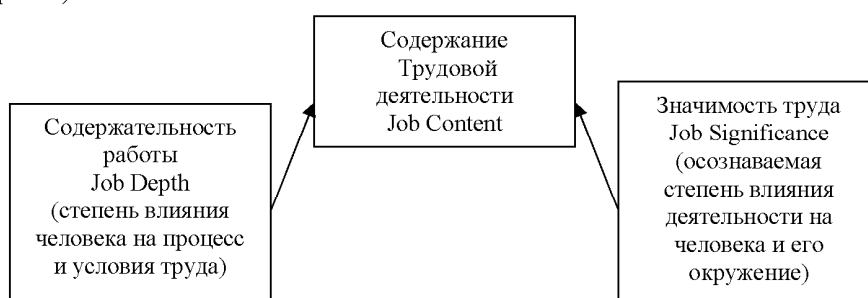 Содержание
Трудовой
деятельности
Job Content
Содержательность
работы
Job Depth
(степень влияния
человека на процесс
и условия труда)
Значимость труда
Job Significance
(осознаваемая
степень влияния
деятельности на
человека и его
окружение)